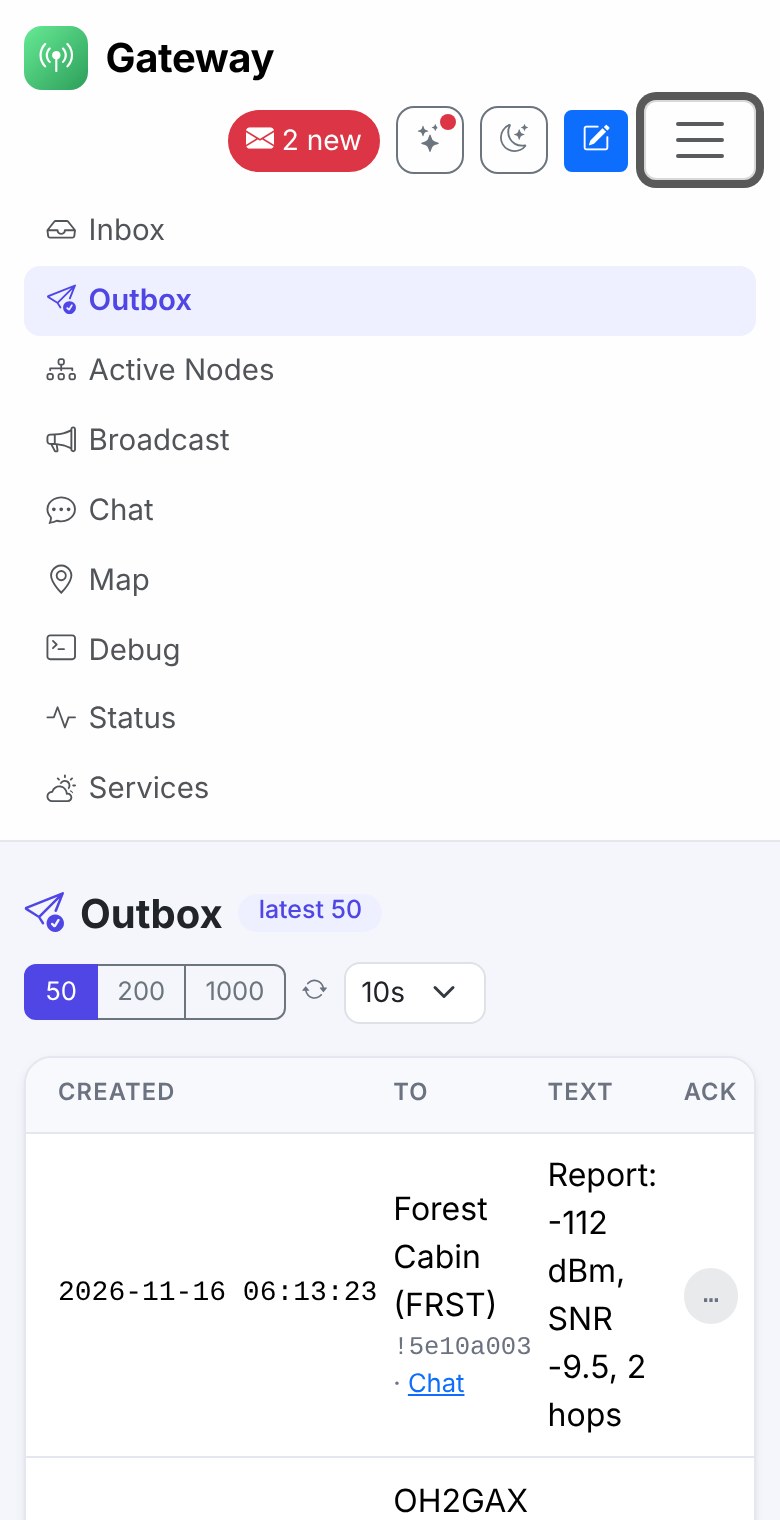 Gateway
2 new
Inbox
Outbox
Active Nodes
Broadcast
Chat
Map
Debug
Status
Services
Outbox latest 50
50 200 1000 10s
CREATED TO TEXT ACK
2026-11-16 06:13:23
Forest
Cabin
(FRST)
!5e10a003
· Chat
Report:
-112
dBm,
SNR
-9.5, 2
hops
…
OH2GAX